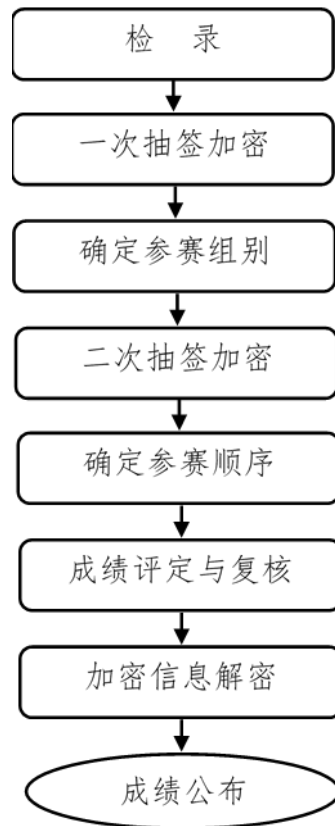 检 录
一次抽签加密
确定参赛组别
二次抽签加密
确定参赛顺序
成绩评定与复核
加密信息解密
成绩公布